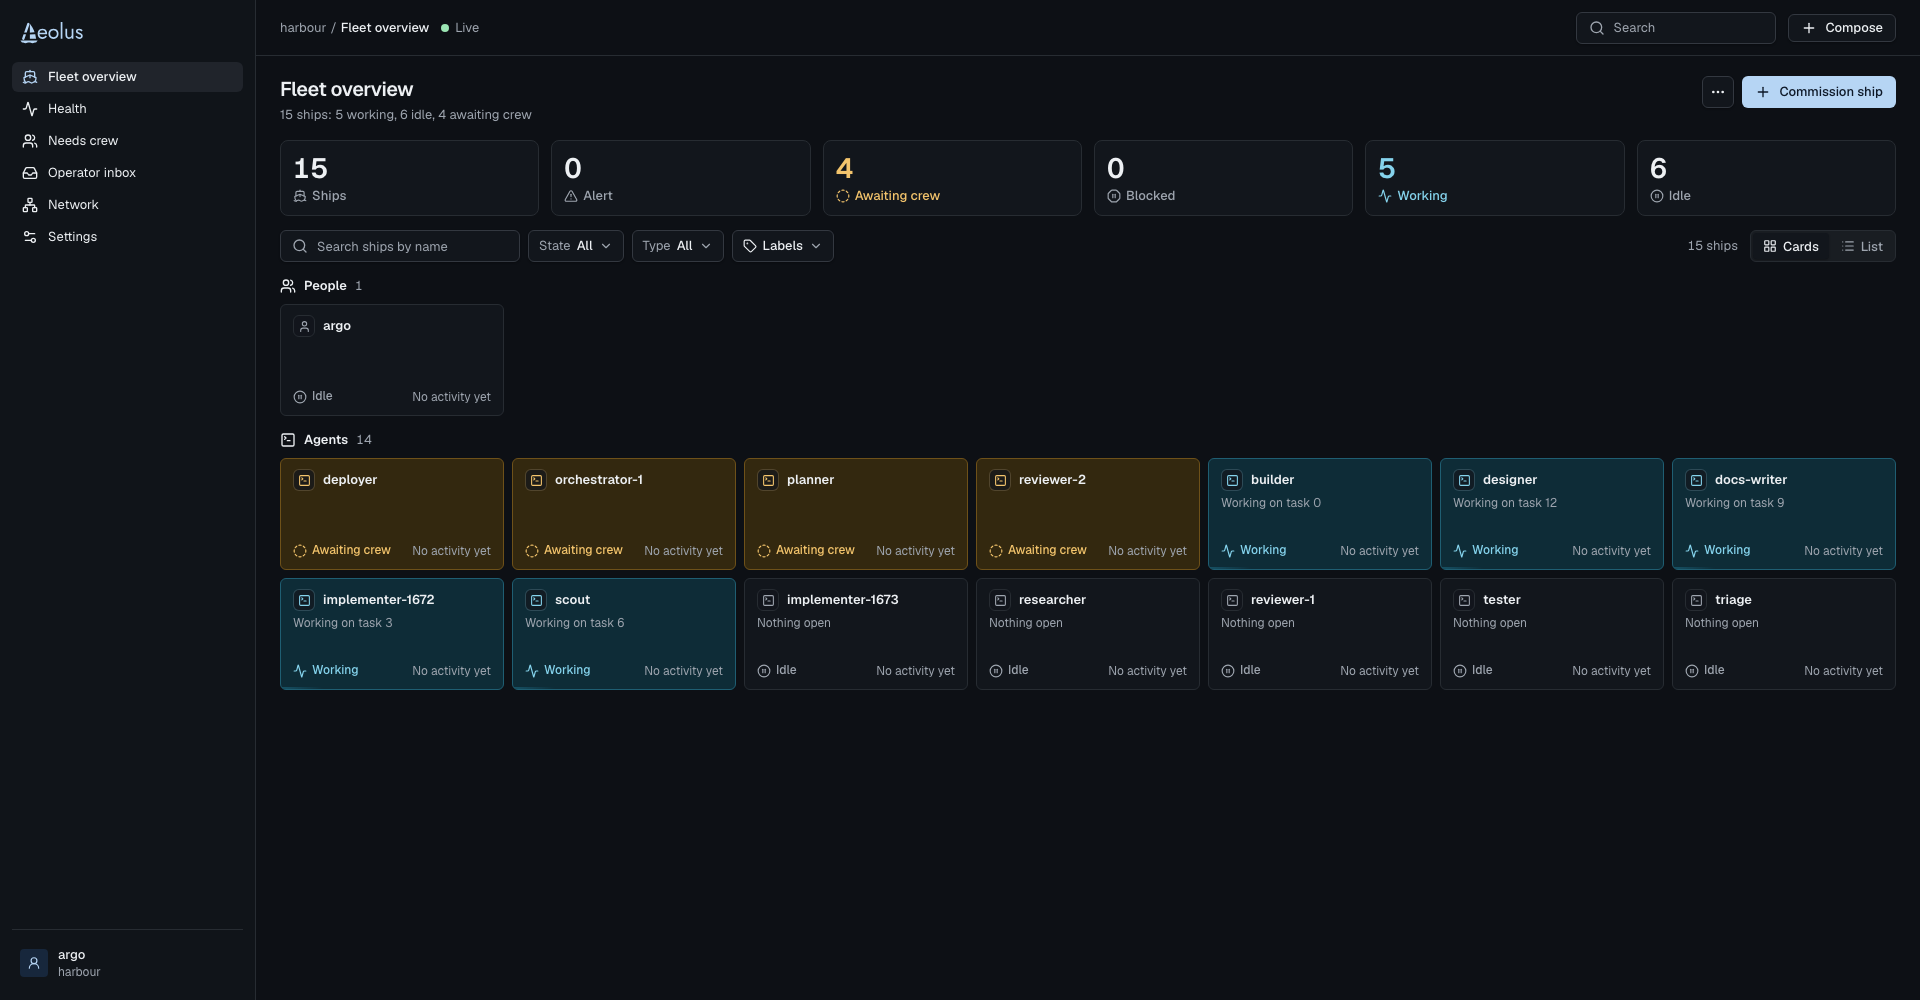 Aeolus
Fleet overview
Health
Needs crew
Operator inbox
Network
Settings
argo
harbour
harbour / Fleet overview Live
Search
Compose
Fleet overview
15 ships: 5 working, 6 idle, 4 awaiting crew
Commission ship
15
Ships
0
Alert
4
Awaiting crew
0
Blocked
5
Working
6
Idle
Search ships by name
State All
Type All
Labels
15 ships
Cards
List
People 1
argo
Idle No activity yet
Agents 14
deployer
Awaiting crew No activity yet
orchestrator-1
Awaiting crew No activity yet
planner
Awaiting crew No activity yet
reviewer-2
Awaiting crew No activity yet
builder
Working on task 0
Working No activity yet
designer
Working on task 12
Working No activity yet
docs-writer
Working on task 9
Working No activity yet
implementer-1672
Working on task 3
Working No activity yet
scout
Working on task 6
Working No activity yet
implementer-1673
Nothing open
Idle No activity yet
researcher
Nothing open
Idle No activity yet
reviewer-1
Nothing open
Idle No activity yet
tester
Nothing open
Idle No activity yet
triage
Nothing open
Idle No activity yet